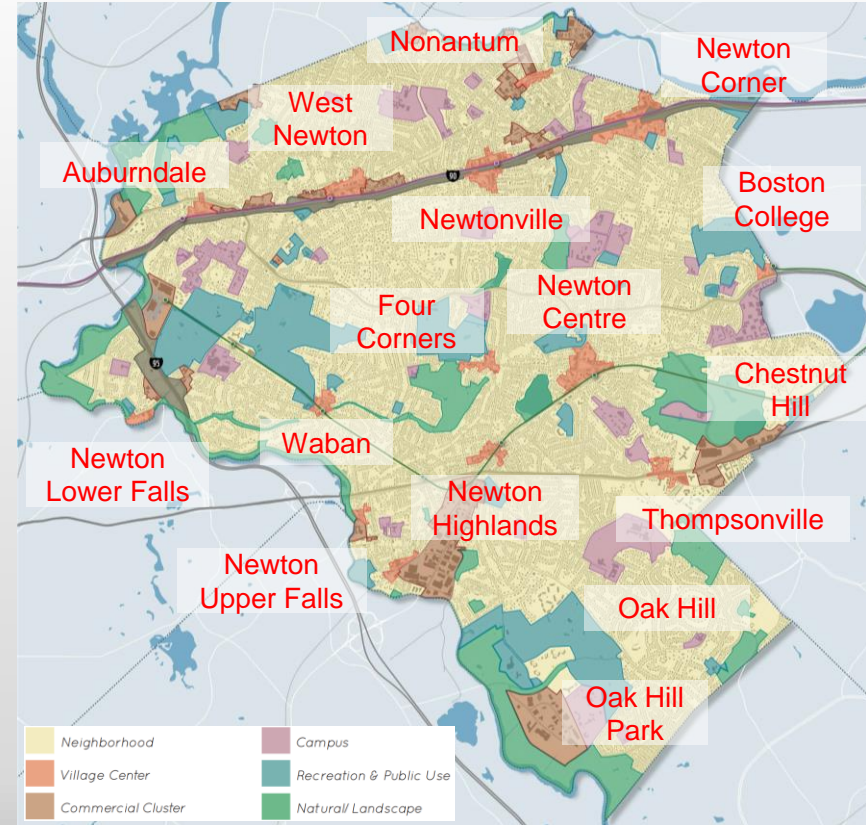 Nonantum
Newton
Corner
West
Newton
Auburndale
90
Boston
College
Newtonville
Newton
Centre
Four
Corners
95
Chestnut
Hill
Waban
Newton
Lower Falls
Newton
Highlands
Thompsonville
Newton
Upper Falls
Oak Hill
Oak Hill
Park
Neighborhood
Village Center
Commercial Cluster
Campus
Recreation & Public Use
Natural/ Landscape